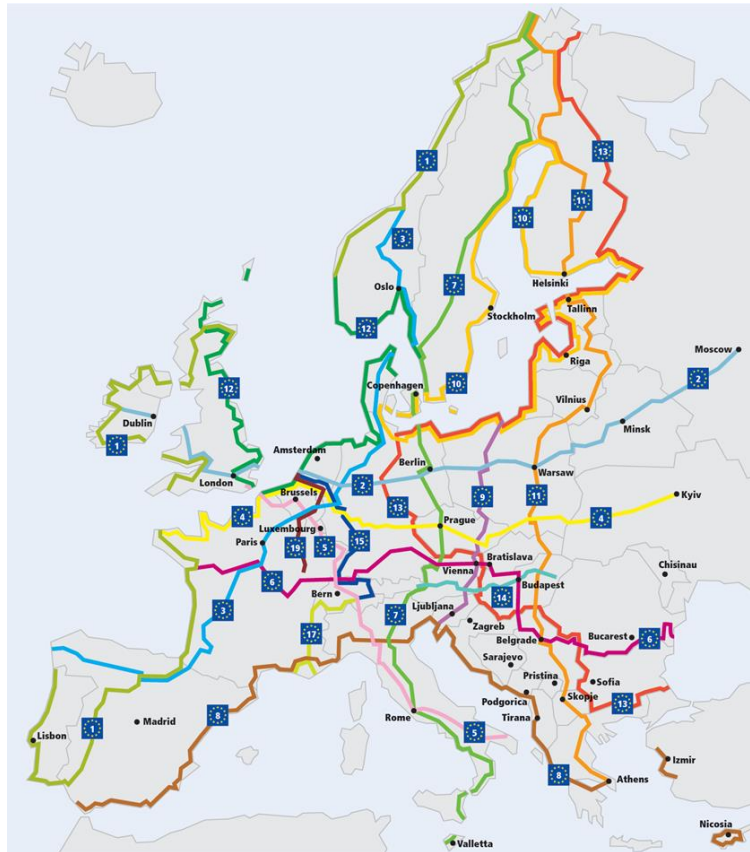 1
13
11
10
3
7
Oslo
Helsinki
12
Tallinn
Stockholm
Moscow
Riga
2
10
Copenhagen
12
Vilnius
Dublin
Minsk
1
Amsterdam
Berlin
Warsaw
London
2
Brussels
9
11
Kyiv
13
4
Prague
4
Luxembourg
Paris
19
5
15
Bratislava
Vienna
Chisinau
6
Budapest
Bern
14
3
7
Ljubljana
Zagreb
17
Belgrade
Bucarest
6
Sarajevo
Pristina
Sofia
Skopje
Podgorica
13
Rome
Tirana
8
1
Madrid
5
Lisbon
Izmir
8
Athens
Nicosia
Valletta